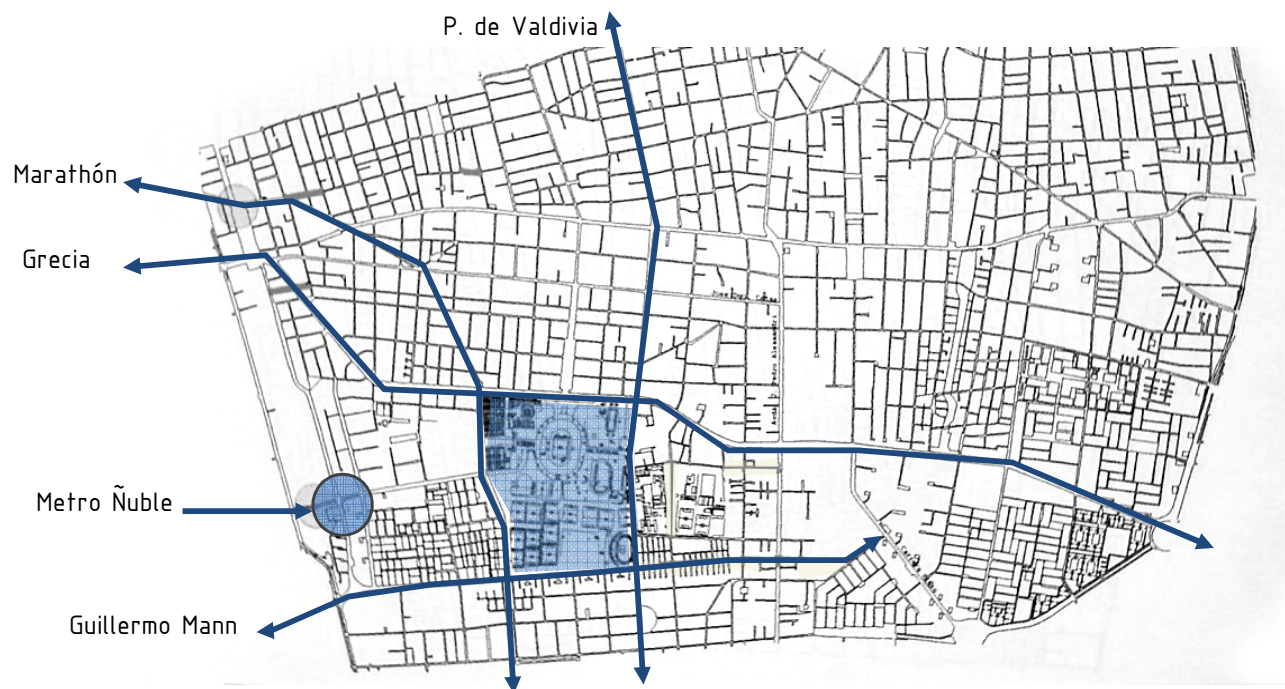 P. de Valdivia
Marathón
Grecia
Metro Ñuble
Guillermo Mann